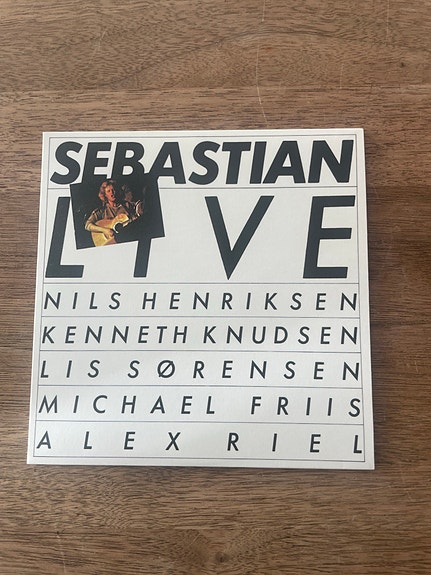 SEBASTIAN
LIVE
NILS HENRIKSEN
KENNETH KNUDSEN
LIS SØRENSEN
MICHAEL FRIIS
ALEX RIEL